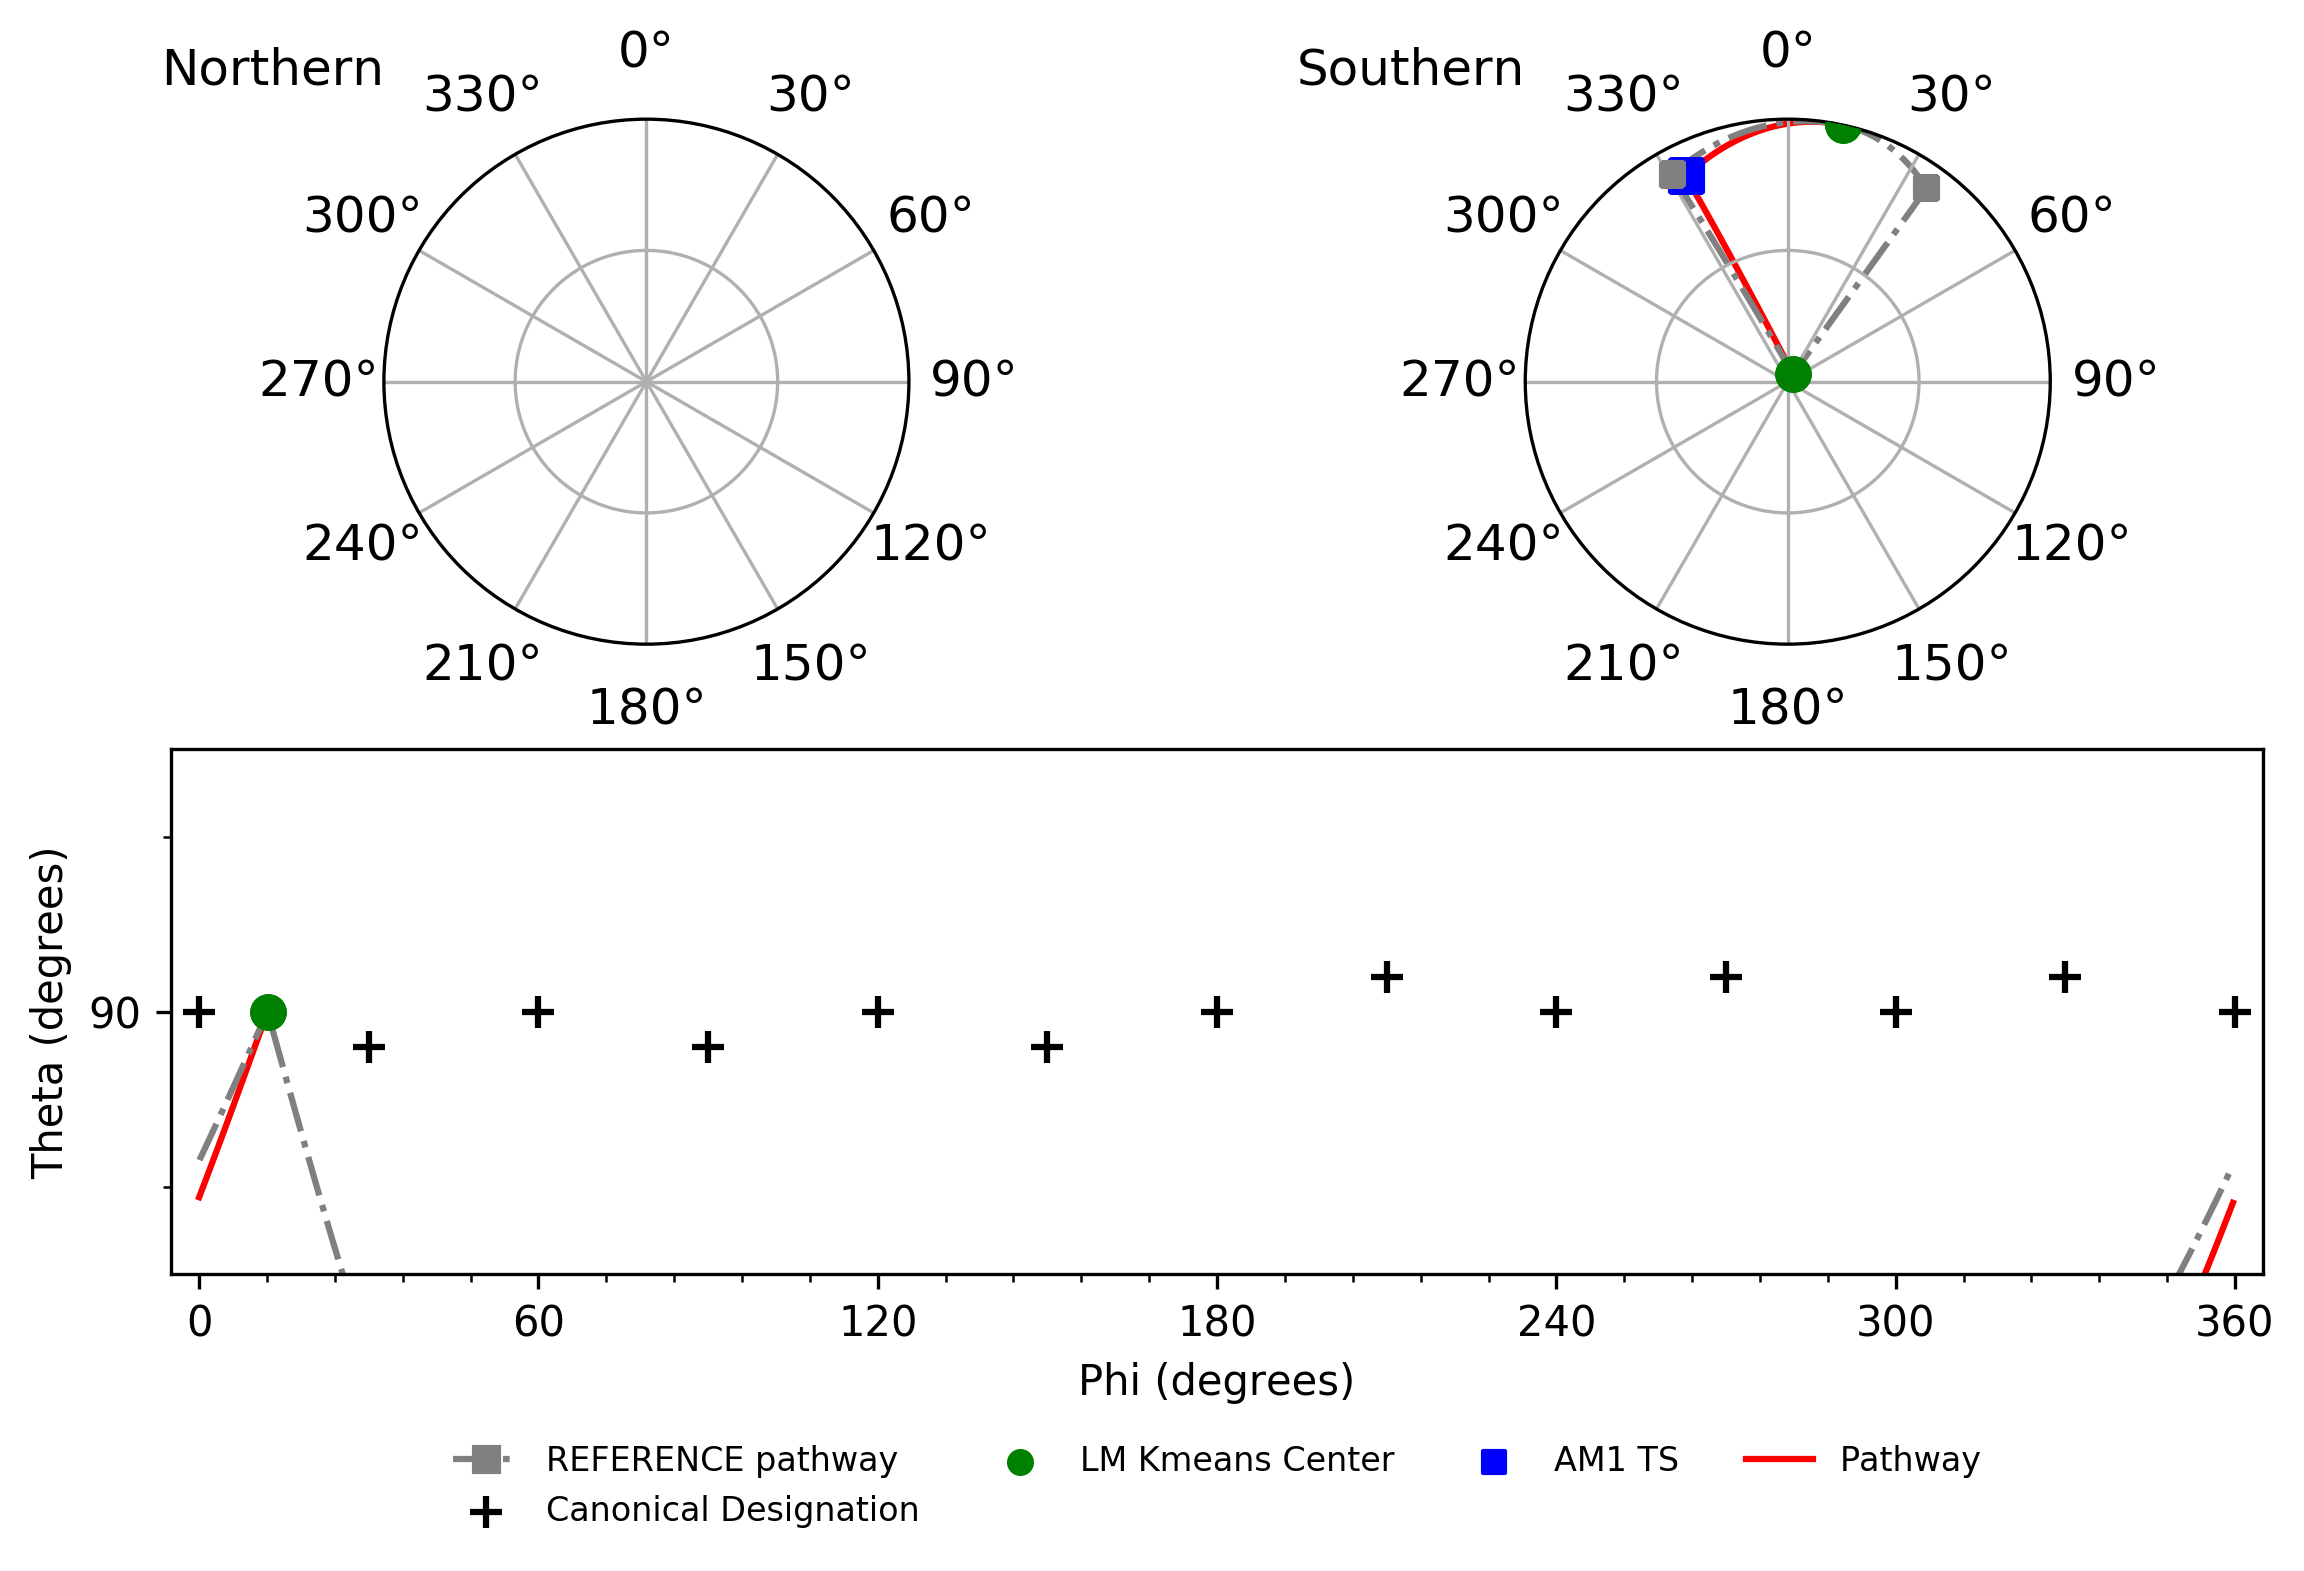 Northern
0°
30°
60°
90°
120°
150°
180°
210°
240°
270°
300°
330°
Southern
0°
30°
60°
90°
120°
150°
180°
210°
240°
270°
300°
330°
Theta (degrees)
90
0 60 120 180 240 300 360
Phi (degrees)
REFERENCE pathway
Canonical Designation
LM Kmeans Center
AM1 TS
Pathway